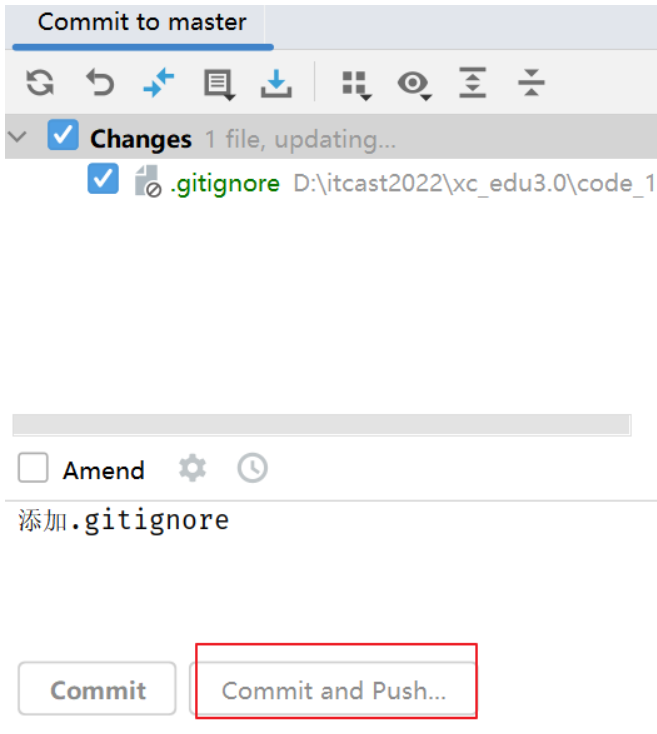 Commit to master
Changes 1 file, updating...
.gitignore D:\itcast2022\xc_edu3.0\code_1
Amend
添加.gitignore
Commit
Commit and Push...